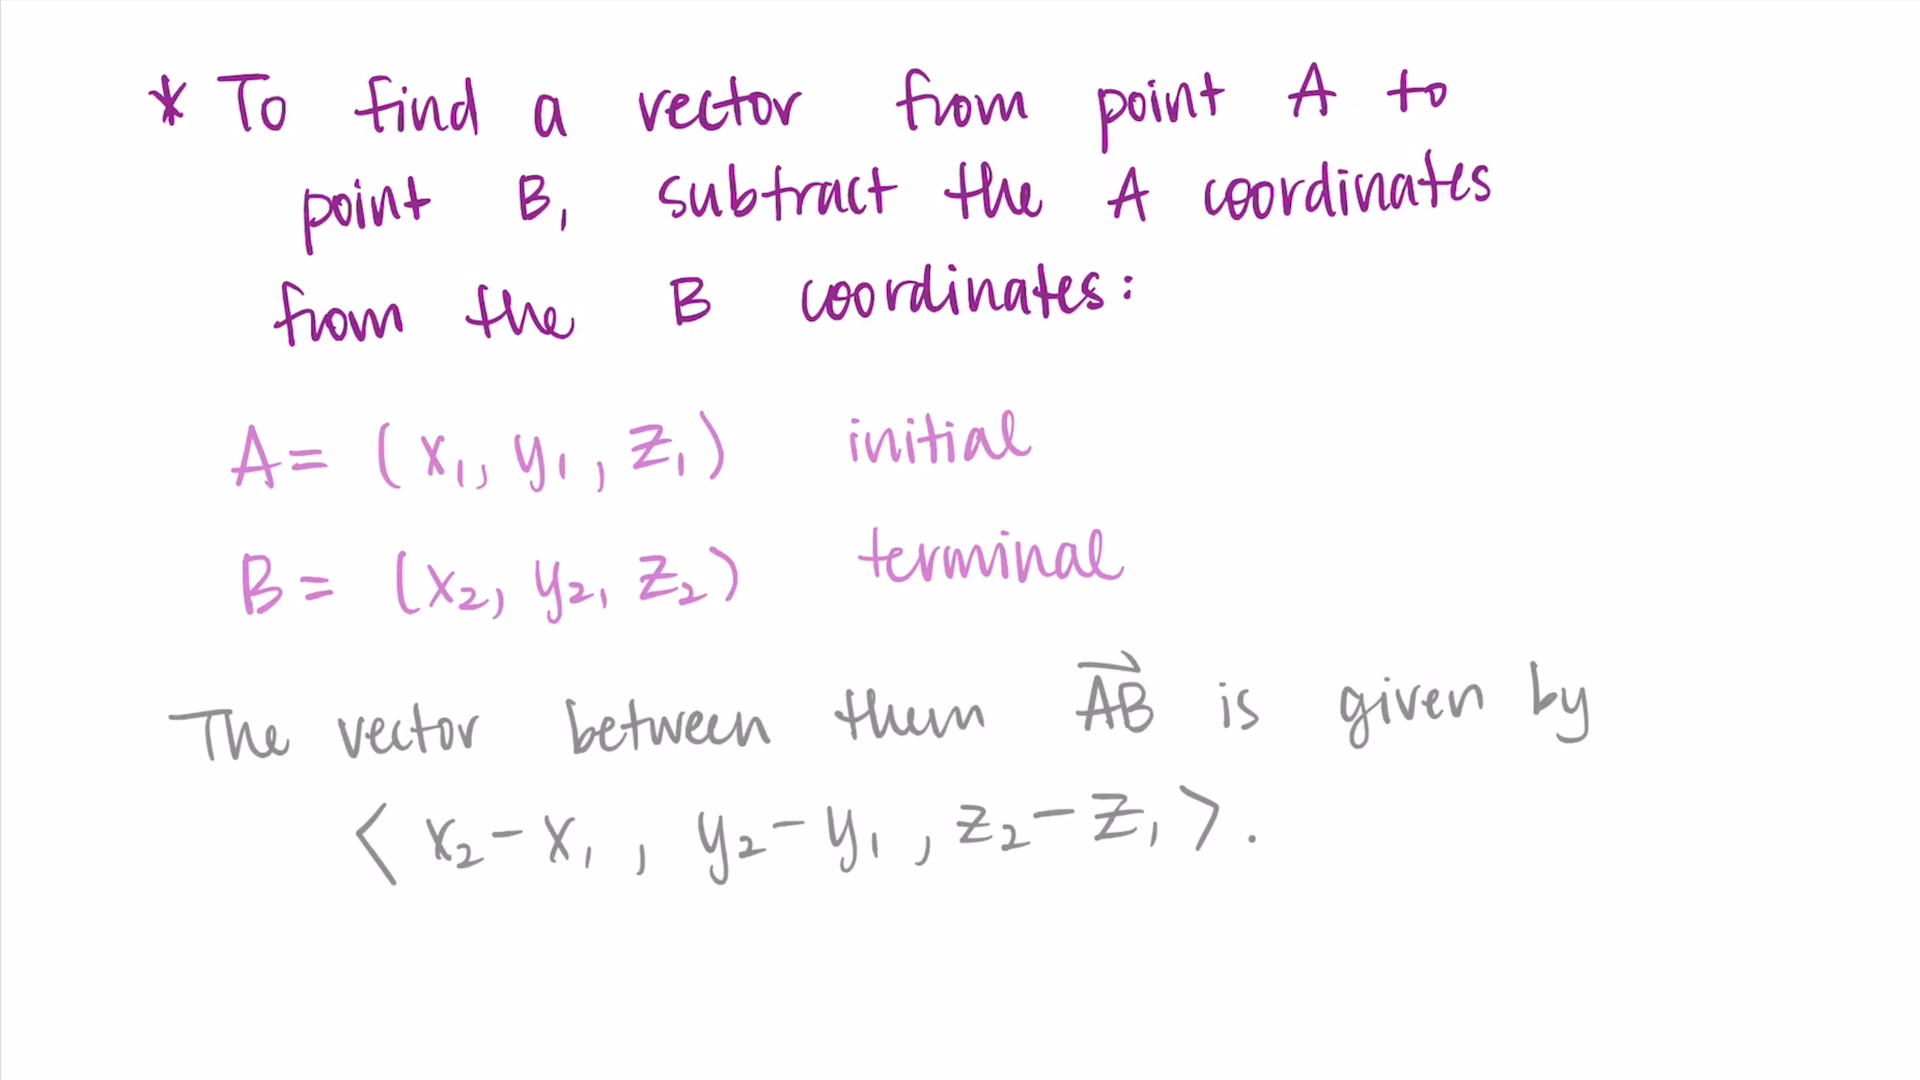 * To find a vector from point A to
point B, subtract the A coordinates
from the B coordinates:
A = (x₁, y₁, z₁) initial
B = (x₂, y₂, z₂) terminal
The vector between them \overrightarrow{AB} is given by
⟨x₂ - x₁, y₂ - y₁, z₂ - z₁⟩.